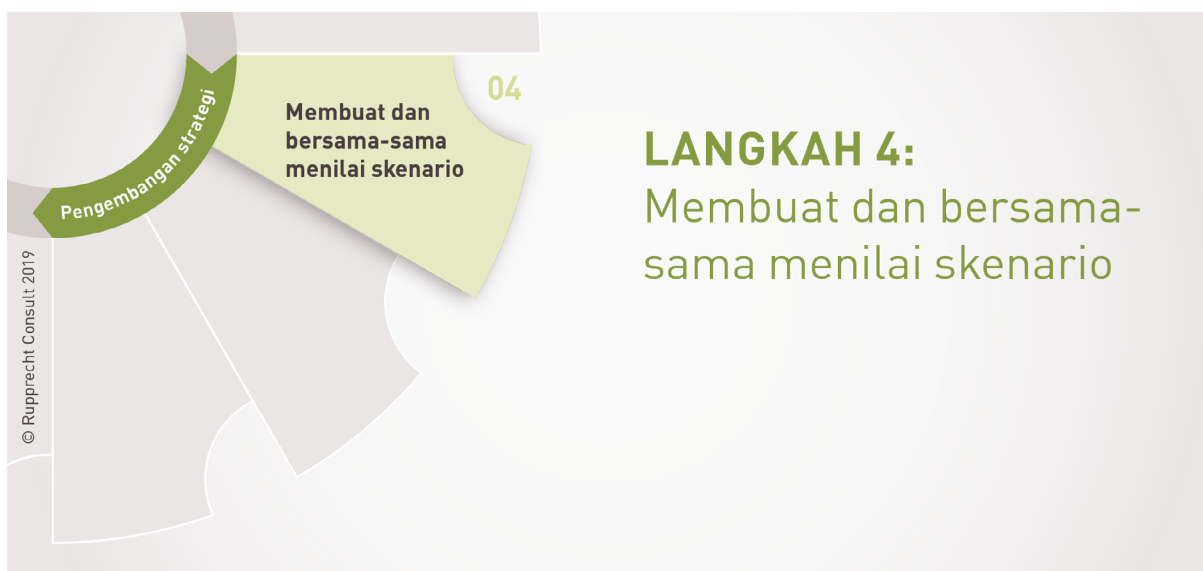 04
Membuat dan
bersama-sama
menilai skenario
Pengembangan strategi
© Rupprecht Consult 2019
LANGKAH 4:
Membuat dan bersama-
sama menilai skenario